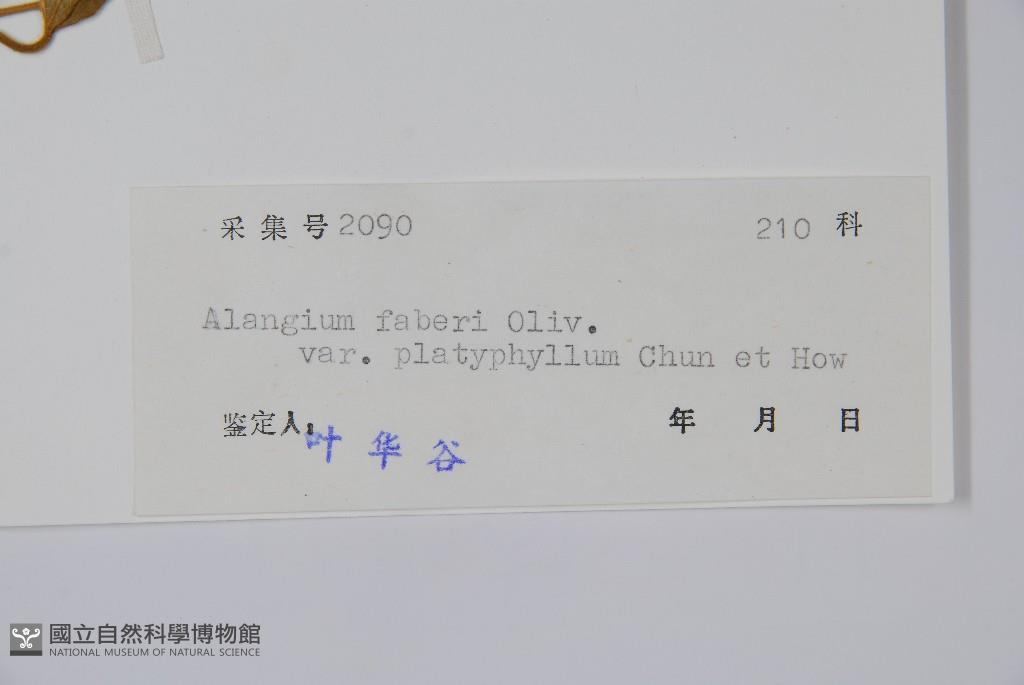 采集号2090 210 科
Alangium faberi Oliv.
var. platyphyllum Chun et How
鉴定人: 叶华谷 年 月 日
國立自然科學博物館
NATIONAL MUSEUM OF NATURAL SCIENCE